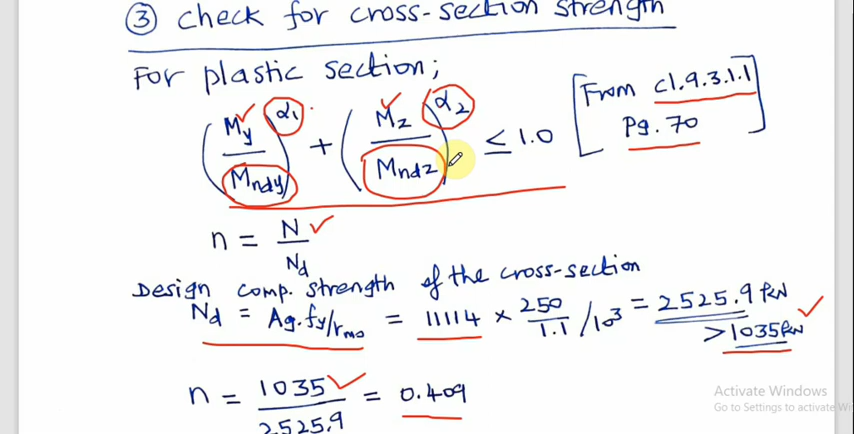 ③ Check for cross-section strength
For plastic section;
(My/Mndy)^α1 + (Mz/Mndz)^α2 ≤ 1.0 [From cl.9.3.1.1 Pg.70]
n = N/Nd
Design comp. strength of the cross-section
Nd = Ag.fy/γmo = 11114 × 250/1.1 /10³ = 2525.9 kN
> 1035 kN
n = 1035/2525.9 = 0.409
Activate Windows
Go to Settings to activate W